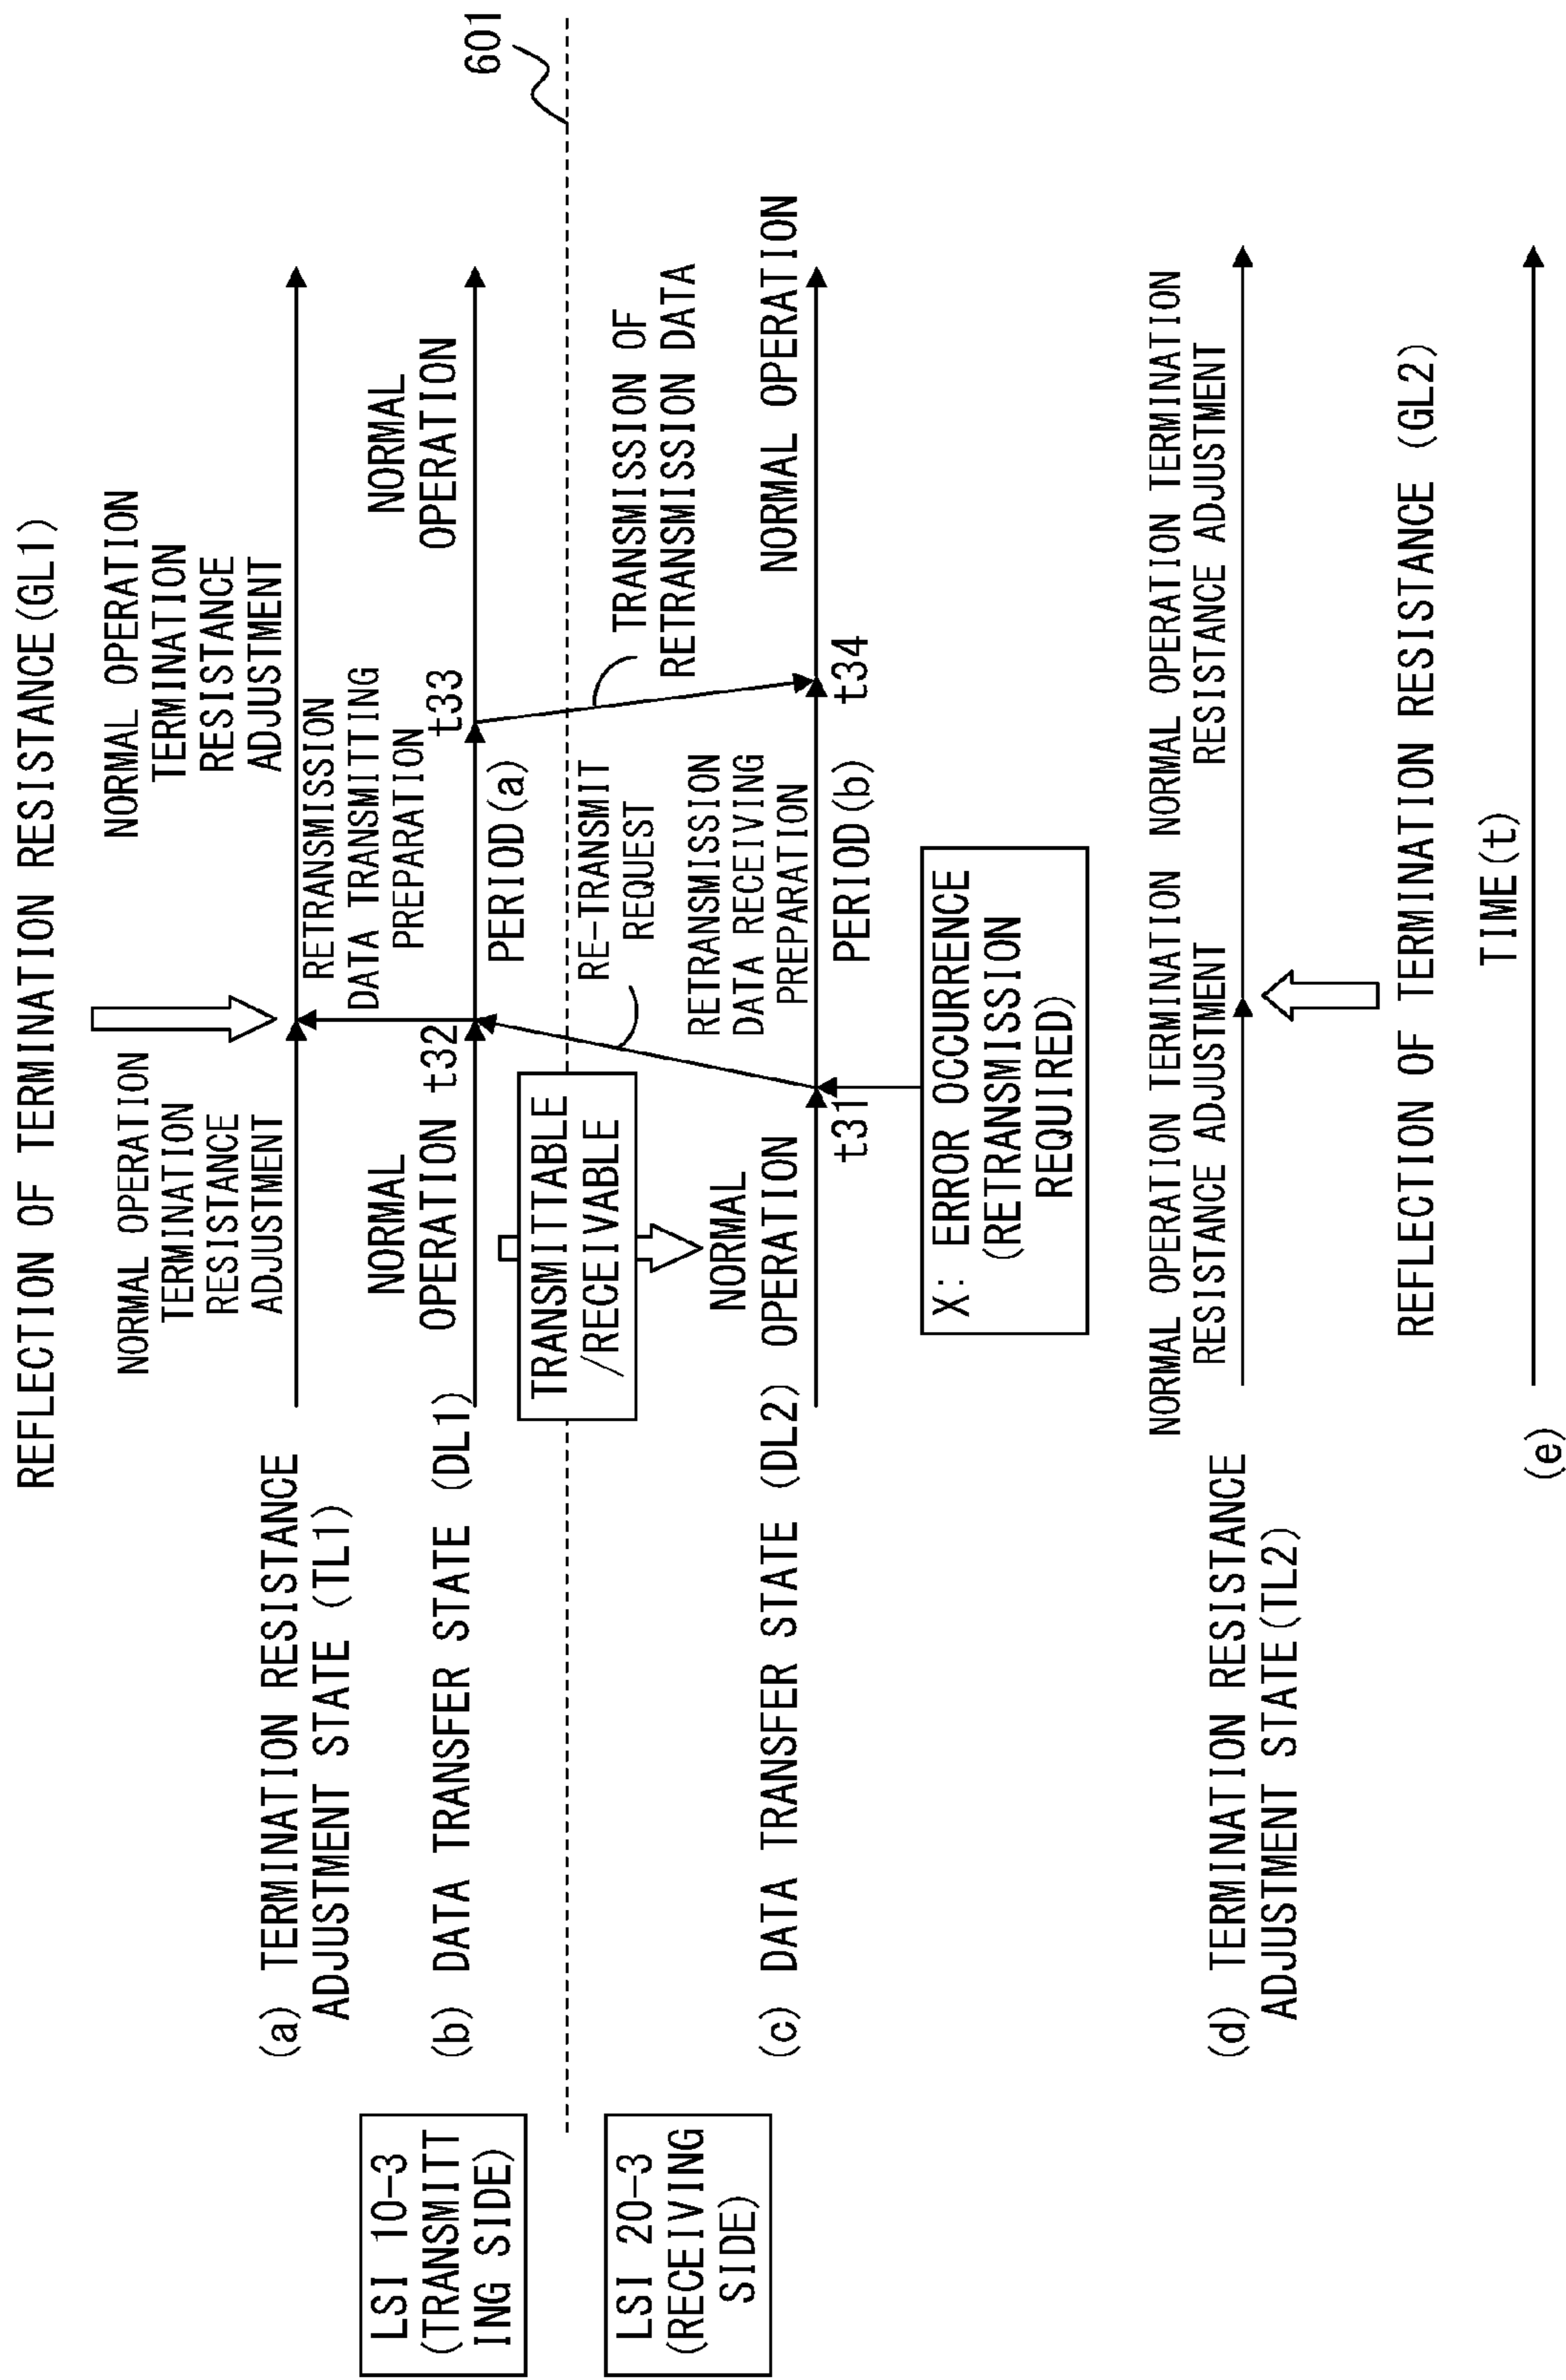 REFLECTION OF TERMINATION RESISTANCE(GL1)
NORMAL OPERATION
TERMINATION
RESISTANCE
ADJUSTMENT
NORMAL OPERATION
TERMINATION
RESISTANCE
ADJUSTMENT
(a) TERMINATION RESISTANCE
ADJUSTMENT STATE (TL1)
RETRANSMISSION
DATA TRANSMITTING
PREPARATION
LSI 10-3
(TRANSMITT
ING SIDE)
(b) DATA TRANSFER STATE (DL1)
NORMAL
OPERATION
t32
t33
NORMAL
OPERATION
PERIOD(a)
601
TRANSMITTABLE
/RECEIVABLE
RE-TRANSMIT
REQUEST
TRANSMISSION OF
RETRANSMISSION DATA
LSI 20-3
(RECEIVING
SIDE)
(c) DATA TRANSFER STATE (DL2)
NORMAL
OPERATION
RETRANSMISSION
DATA RECEIVING
PREPARATION
NORMAL OPERATION
t31
PERIOD(b)
t34
X: ERROR OCCURRENCE
(RETRANSMISSION
REQUIRED)
NORMAL OPERATION TERMINATION
RESISTANCE ADJUSTMENT
NORMAL OPERATION TERMINATION
RESISTANCE ADJUSTMENT
(d) TERMINATION RESISTANCE
ADJUSTMENT STATE(TL2)
REFLECTION OF TERMINATION RESISTANCE (GL2)
TIME(t)
(e)